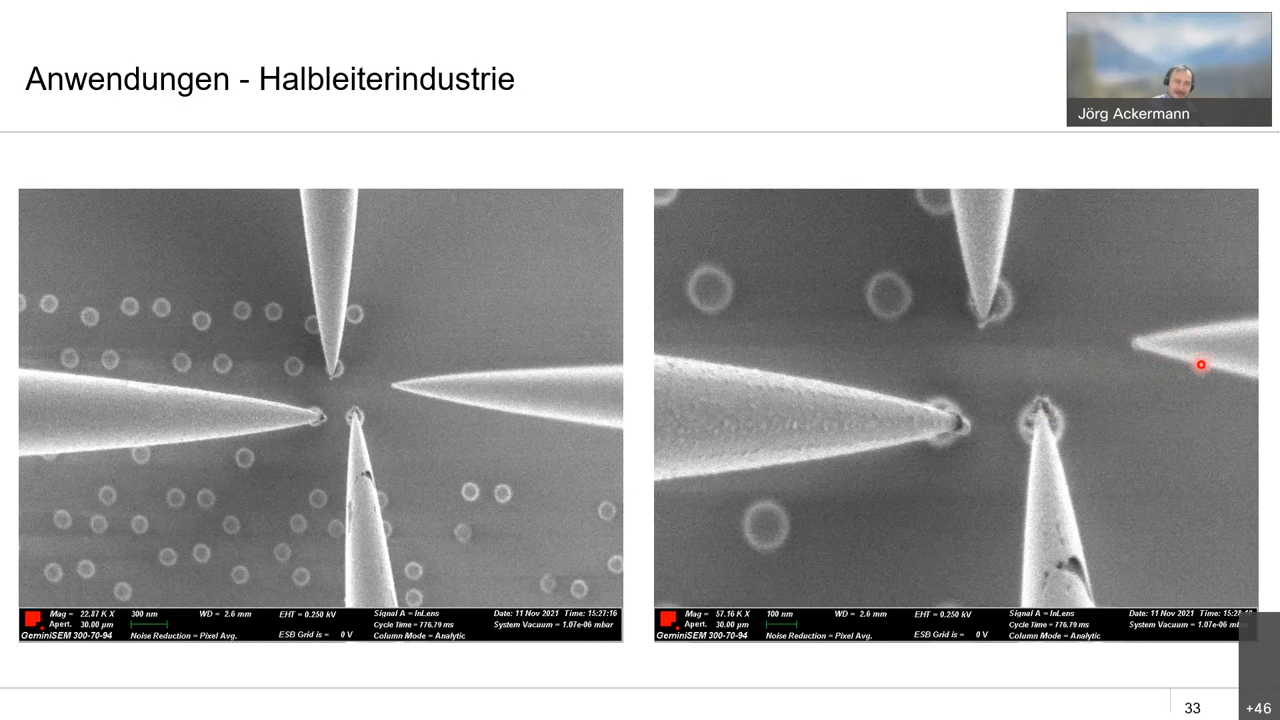 Anwendungen - Halbleiterindustrie
Jörg Ackermann
Mag = 22.87 K X 300 nm WD = 2.6 mm EHT = 0.250 kV Signal A = InLens Date: 11 Nov 2021 Time: 15:27:16
Apert. 30.00 µm Cycle Time = 776.79 ms System Vacuum = 1.07e-06 mbar
GeminiSEM 300-70-94 Noise Reduction = Pixel Avg. ESB Grid is = 0 V Column Mode = Analytic
Mag = 57.16 K X 100 nm WD = 2.6 mm EHT = 0.250 kV Signal A = InLens Date: 11 Nov 2021 Time:
Apert. 30.00 µm Cycle Time = 776.79 ms System Vacuum = 1.07e-06 mbar
GeminiSEM 300-70-94 Noise Reduction = Pixel Avg. ESB Grid is = 0 V Column Mode = Analytic
33
+46